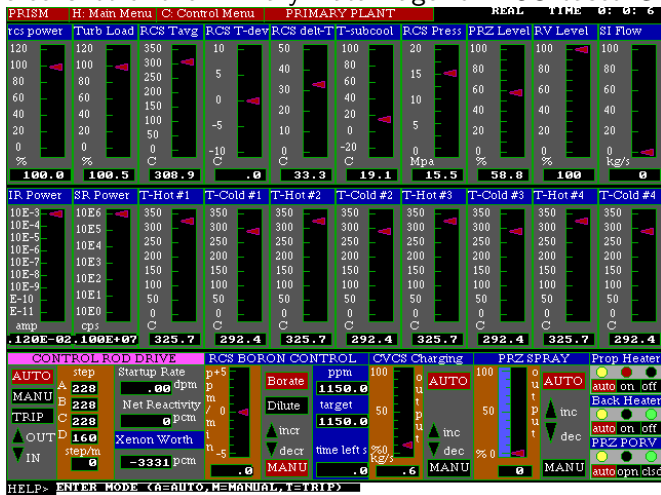 PRISM H: Main Menu C: Control Menu PRIMARY PLANT REAL TIME 0: 0: 6
rcs power Turb Load RCS Tavg RCS T-dev RCS delt-T T-subcool RCS Press PRZ Level RV Level SI Flow
120 120 350 10 50 100 20 100 100 100
100 100 300 5 40 80 15 80 80 80
80 80 250 0 30 60 10 60 60 60
60 60 200 -5 20 40 5 40 40 40
40 40 150 -10 10 20 0 20 20 20
20 20 100 0 0 0 0 0
0 0 50 -20
0
% % C C C C Mpa % % kg/s
100.0 100.5 308.9 .0 33.3 19.1 15.5 58.8 100 0
IR Power SR Power T-Hot #1 T-Cold #1 T-Hot #2 T-Cold #2 T-Hot #3 T-Cold #3 T-Hot #4 T-Cold #4
10E-3 10E6 350 350 350 350 350 350 350 350
10E-4 10E5 300 300 300 300 300 300 300 300
10E-5 10E4 250 250 250 250 250 250 250 250
10E-6 10E3 200 200 200 200 200 200 200 200
10E-7 10E2 150 150 150 150 150 150 150 150
10E-8 10E1 100 100 100 100 100 100 100 100
10E-9 10E0 50 50 50 50 50 50 50 50
E-10 0 0 0 0 0 0 0 0
E-11
amp cps C C C C C C C C
.120E-02 .100E+07 325.7 292.4 325.7 292.4 325.7 292.4 325.7 292.4
CONTROL ROD DRIVE RCS BORON CONTROL CVCS Charging PRZ SPRAY Prop Heater
AUTO step Startup Rate p+5 Borate ppm 100 output AUTO 100 output AUTO auto on off
MANU A 228 .00 dpm ppm/min 1150.0 Back Heater
TRIP B 228 Net Reactivity 0 Dilute target 50 50 auto on off
OUT C 228 0 pcm incr 1150.0 inc inc PRZ PORV
IN D 160 Xenon Worth -5 decr time left s %0 dec %0 dec auto opn clsd
step/m -3331 pcm MANU kg/s MANU MANU
0 .0 .0 .6 0
HELP> ENTER MODE (A=AUTO,M=MANUAL,T=TRIP)